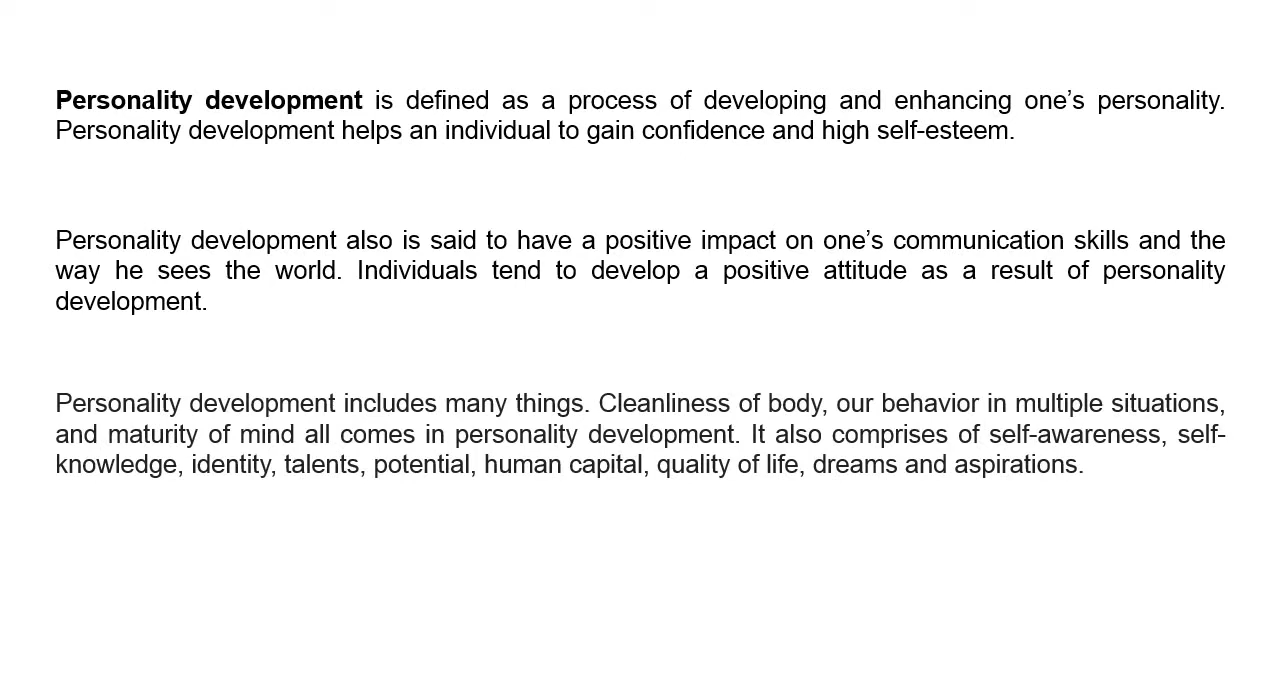 Personality development is defined as a process of developing and enhancing one’s personality.
Personality development helps an individual to gain confidence and high self-esteem.
Personality development also is said to have a positive impact on one’s communication skills and the
way he sees the world. Individuals tend to develop a positive attitude as a result of personality
development.
Personality development includes many things. Cleanliness of body, our behavior in multiple situations,
and maturity of mind all comes in personality development. It also comprises of self-awareness, self-
knowledge, identity, talents, potential, human capital, quality of life, dreams and aspirations.